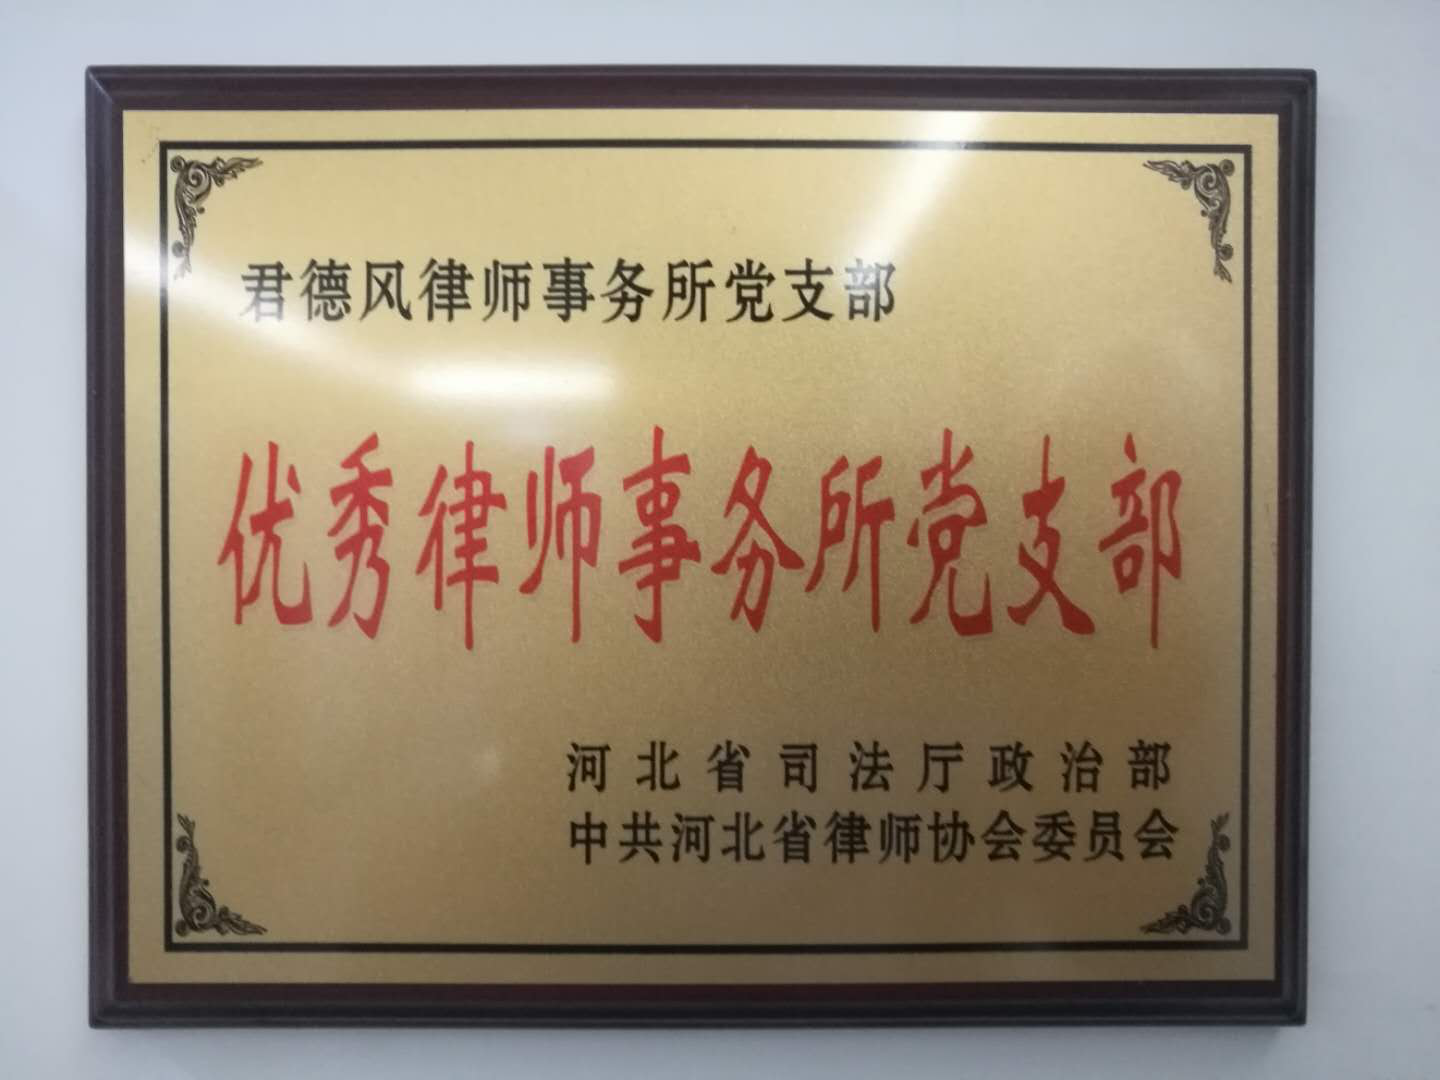 君德风律师事务所党支部
优秀律师事务所党支部
河北省司法厅政治部
中共河北省律师协会委员会